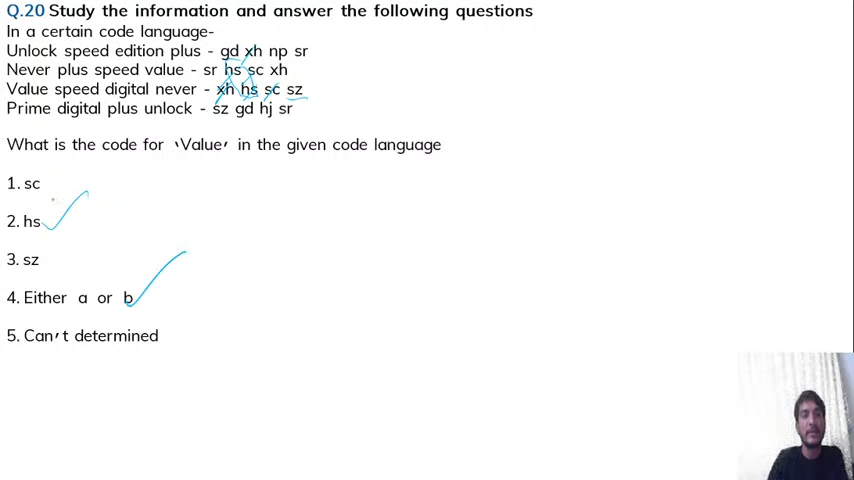 Q.20 Study the information and answer the following questions
In a certain code language-
Unlock speed edition plus - gd xh np sr
Never plus speed value - sr hs sc xh
Value speed digital never - xh hs sc sz
Prime digital plus unlock - sz gd hj sr
What is the code for 'Value' in the given code language
1. sc
2. hs
3. sz
4. Either a or b
5. Can't determined